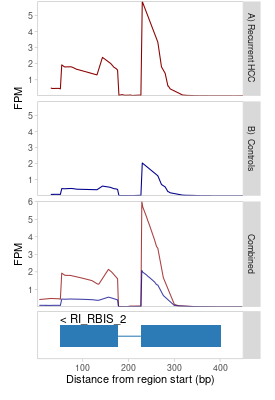 5
4
3
2
1
FPM
A) Recurrent HCC
5
4
3
2
1
B) Controls
6
5
4
3
2
1
FPM
Combined
< RI_RBIS_2
100 200 300 400
Distance from region start (bp)